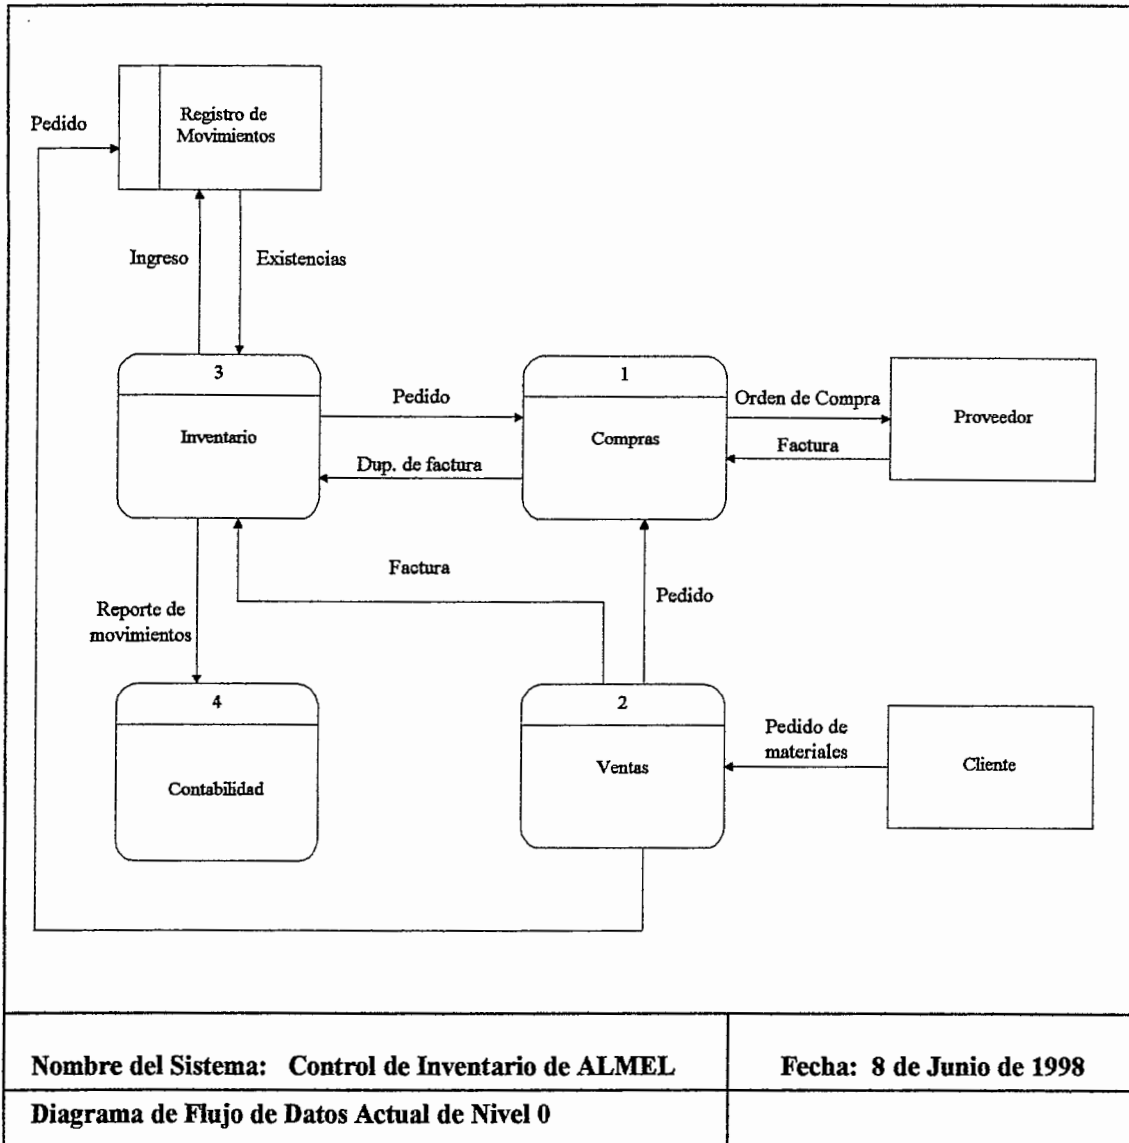 Registro de
Movimientos
Pedido
Ingreso
Existencias
3
Inventario
Pedido
Dup. de factura
1
Compras
Orden de Compra
Factura
Proveedor
Factura
Pedido
Reporte de
movimientos
4
Contabilidad
2
Ventas
Pedido de
materiales
Cliente
Nombre del Sistema: Control de Inventario de ALMEL
Fecha: 8 de Junio de 1998
Diagrama de Flujo de Datos Actual de Nivel 0